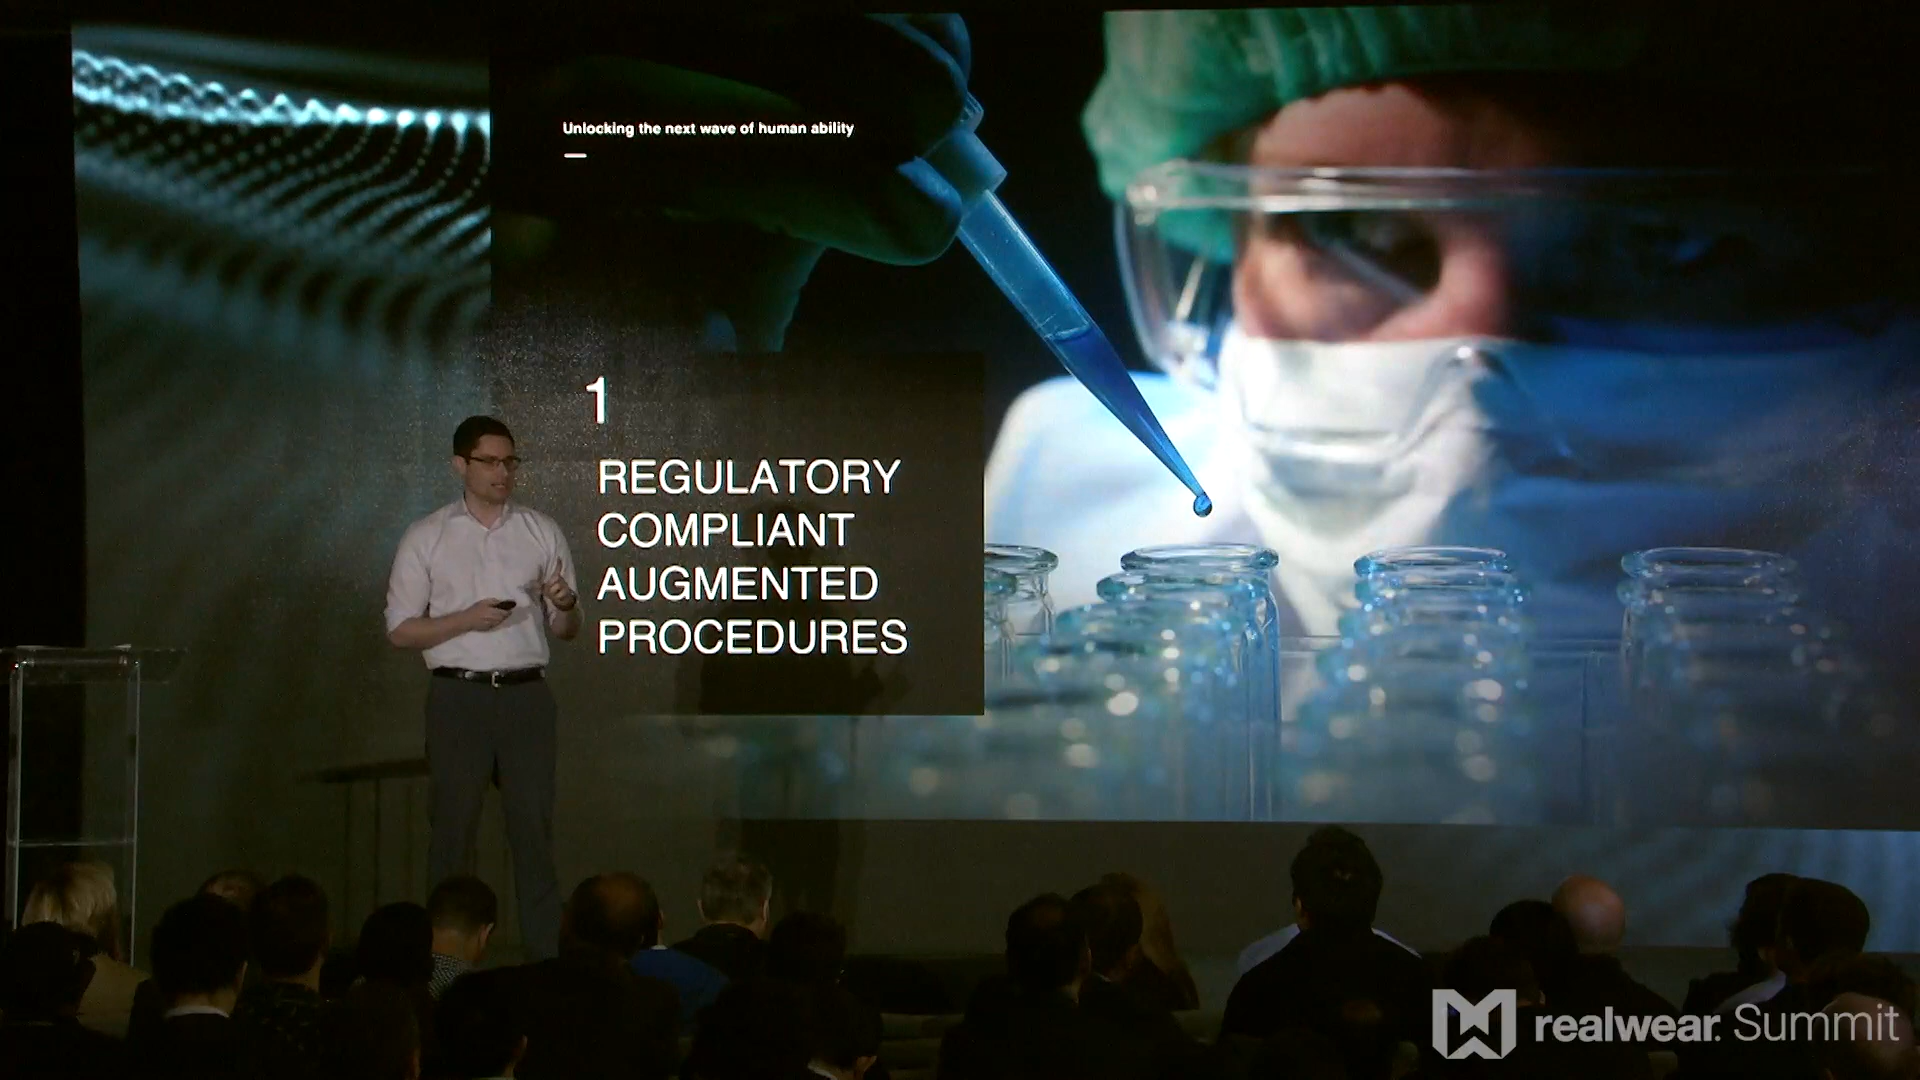 Unlocking the next wave of human ability
1
REGULATORY
COMPLIANT
AUGMENTED
PROCEDURES
realwear. Summit